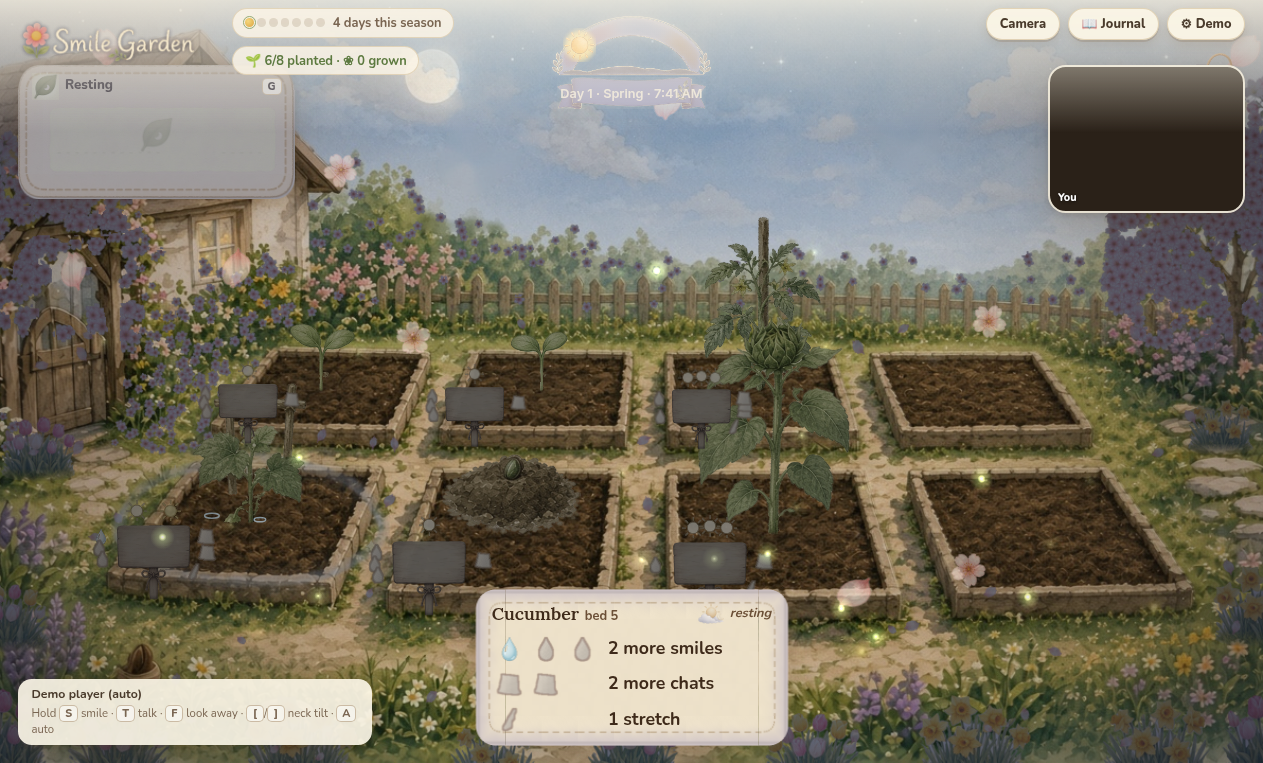 Smile Garden
4 days this season
6/8 planted · 0 grown
Camera
Journal
Demo
Resting
G
Day 1 · Spring · 7:41 AM
You
Cucumber bed 5
resting
2 more smiles
2 more chats
1 stretch
Demo player (auto)
Hold S smile · T talk · F look away · [ / ] neck tilt · A
auto